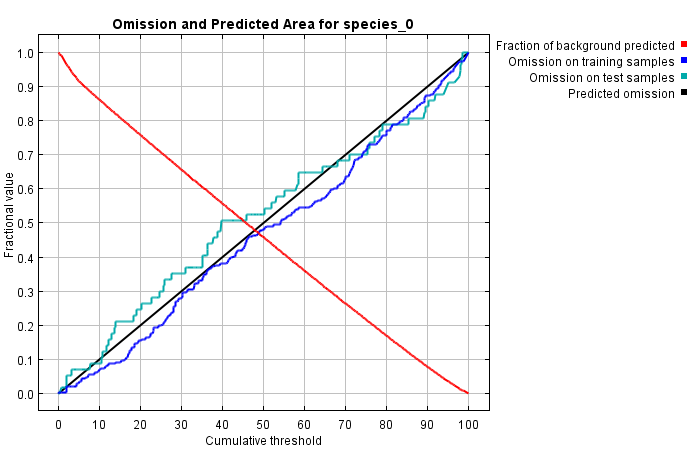 Omission and Predicted Area for species_0
Fraction of background predicted
Omission on training samples
Omission on test samples
Predicted omission
Fractional value
1.0
0.9
0.8
0.7
0.6
0.5
0.4
0.3
0.2
0.1
0.0
0 10 20 30 40 50 60 70 80 90 100
Cumulative threshold